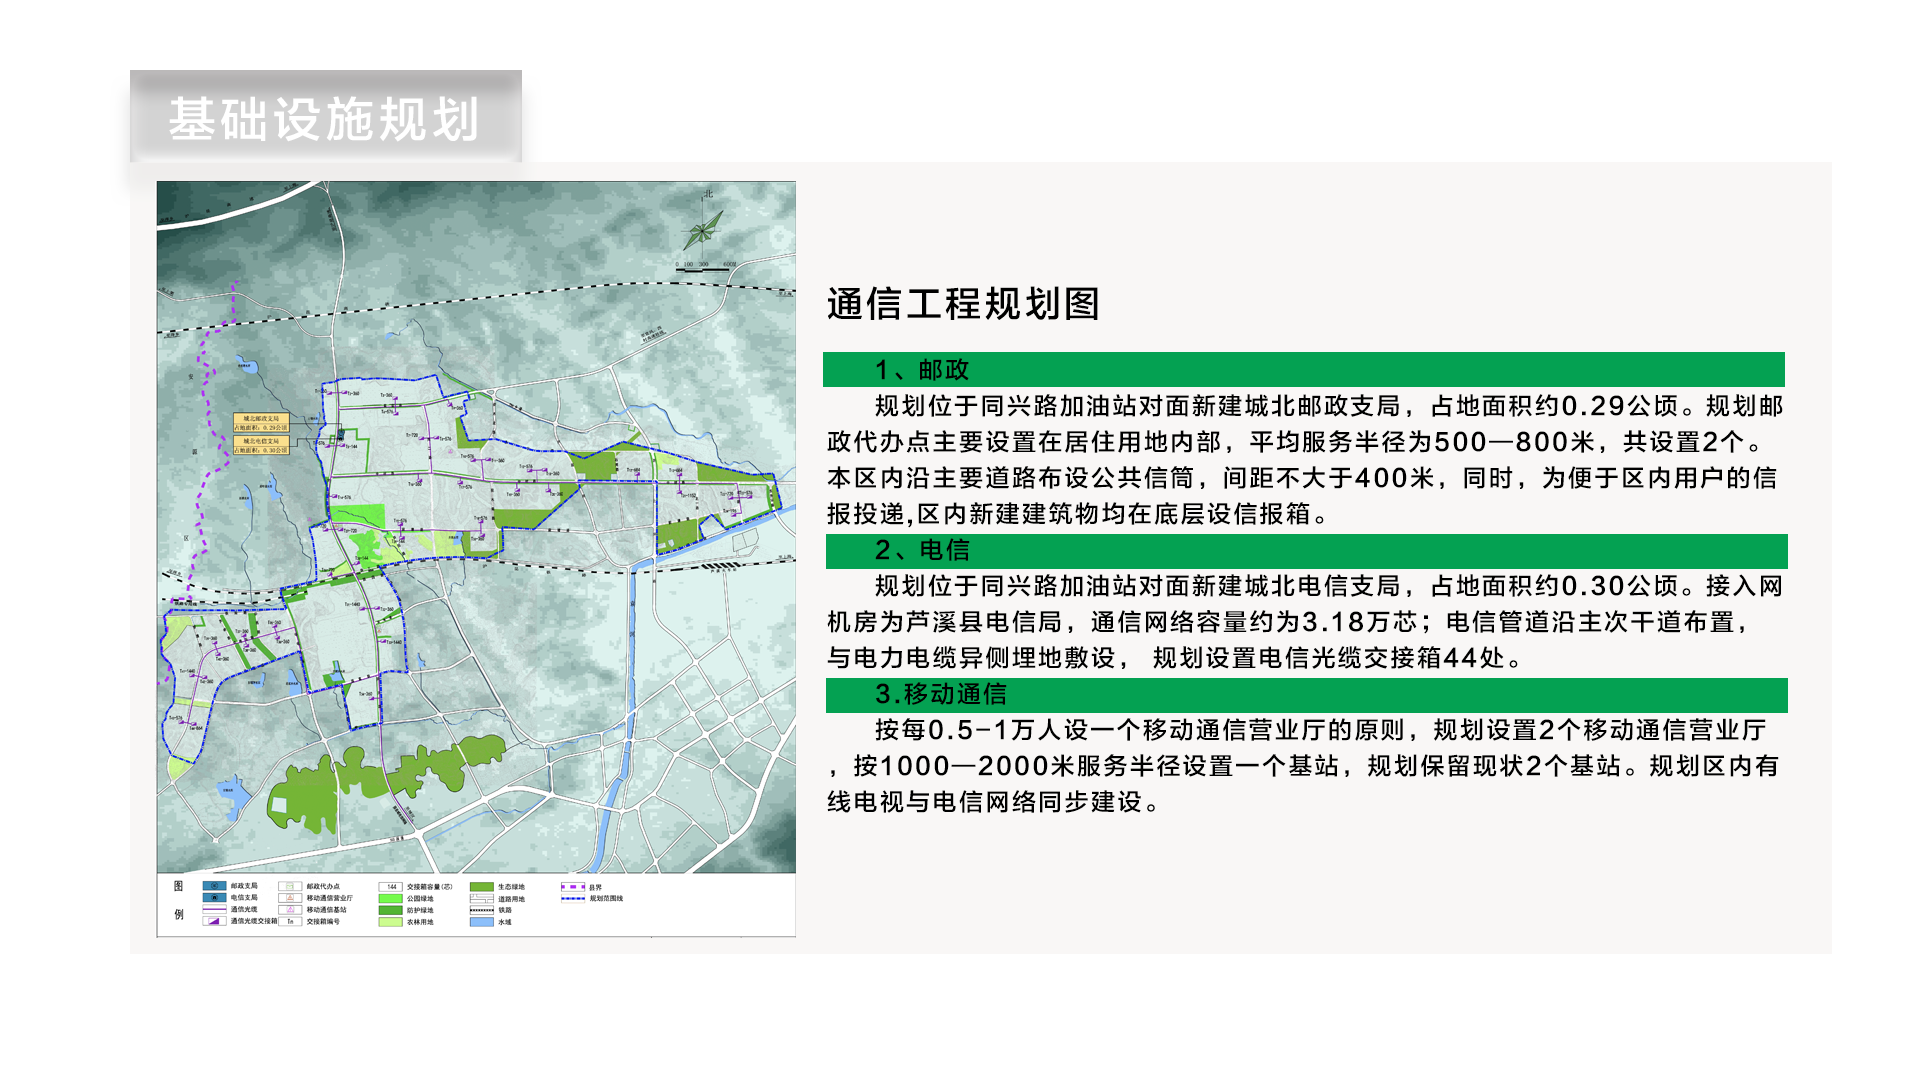 基础设施规划
北
0 100 300 600M
城北邮政支局
占地面积：0.29公顷
城北电信支局
占地面积：0.30公顷
图例
邮政支局
电信支局
通信光缆
通信光缆交接箱
邮政代办点
移动通信营业厅
移动通信基站
Tn 交接箱编号
144 交接箱容量(芯)
公园绿地
防护绿地
农林用地
生态绿地
道路用地
铁路
水域
县界
规划范围线
通信工程规划图
1、邮政
规划位于同兴路加油站对面新建城北邮政支局，占地面积约0.29公顷。规划邮
政代办点主要设置在居住用地内部，平均服务半径为500—800米，共设置2个。
本区内沿主要道路布设公共信筒，间距不大于400米，同时，为便于区内用户的信
报投递,区内新建建筑物均在底层设信报箱。
2、电信
规划位于同兴路加油站对面新建城北电信支局，占地面积约0.30公顷。接入网
机房为芦溪县电信局，通信网络容量约为3.18万芯；电信管道沿主次干道布置，
与电力电缆异侧埋地敷设， 规划设置电信光缆交接箱44处。
3.移动通信
按每0.5-1万人设一个移动通信营业厅的原则，规划设置2个移动通信营业厅
，按1000—2000米服务半径设置一个基站，规划保留现状2个基站。规划区内有
线电视与电信网络同步建设。